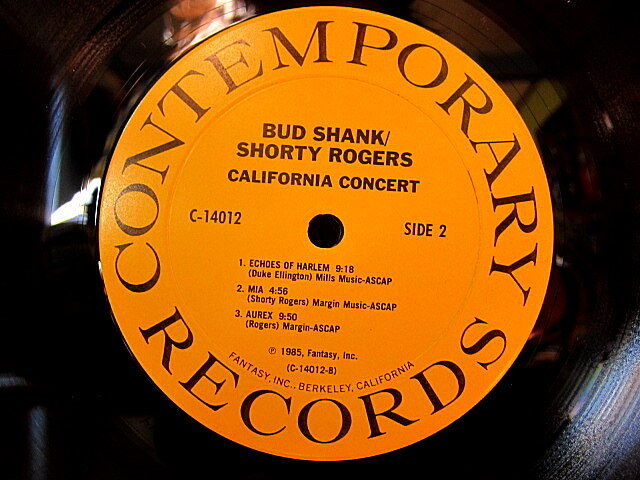 CONTEMPORARY
BUD SHANK/
SHORTY ROGERS
CALIFORNIA CONCERT
C-14012
SIDE 2
1. ECHOES OF HARLEM 9:18
(Duke Ellington) Mills Music-ASCAP
2. MIA 4:56
(Shorty Rogers) Margin Music-ASCAP
3. AUREX 9:50
(Rogers) Margin-ASCAP
℗ 1985, Fantasy, Inc.
(C-14012-B)
FANTASY, INC., BERKELEY, CALIFORNIA
RECORDS